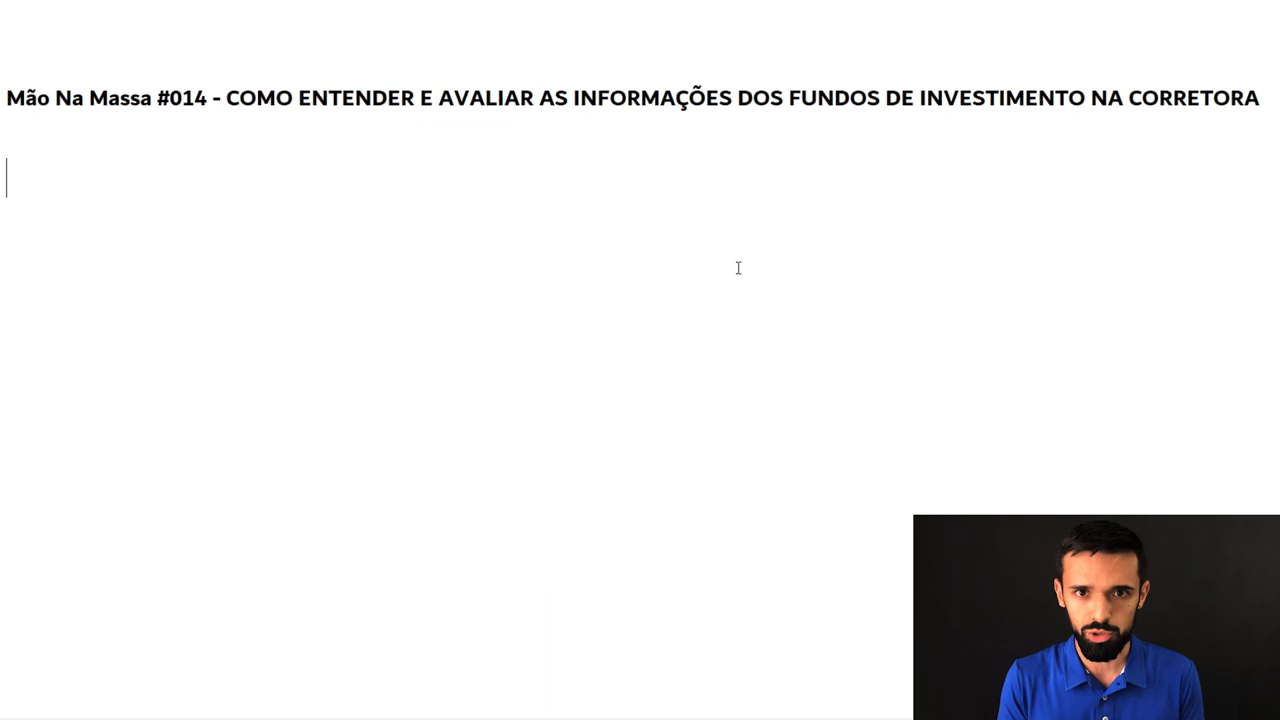 Mão Na Massa #014 - COMO ENTENDER E AVALIAR AS INFORMAÇÕES DOS FUNDOS DE INVESTIMENTO NA CORRETORA